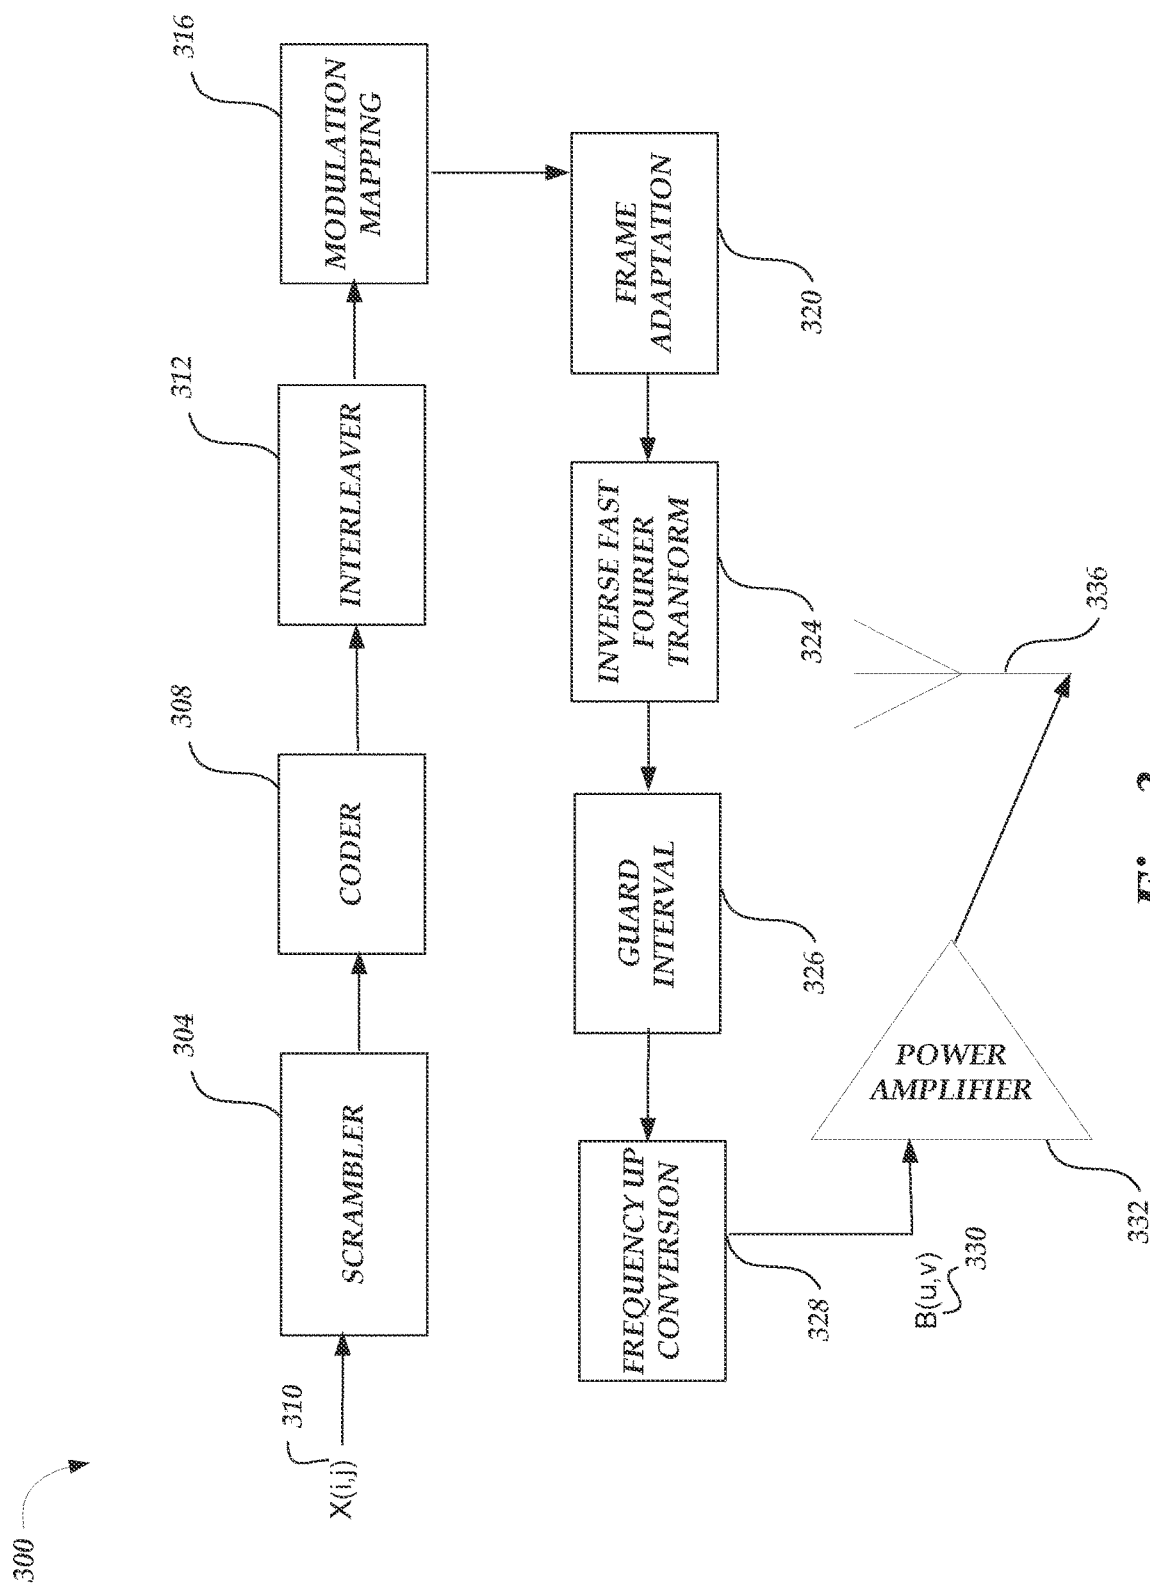 300
X(i,j)
310
SCRAMBLER
304
CODER
308
INTERLEAVER
312
MODULATION
MAPPING
316
FRAME
ADAPTATION
320
INVERSE FAST
FOURIER
TRANFORM
324
GUARD
INTERVAL
326
FREQUENCY UP
CONVERSION
328
B(u,v)
330
POWER
AMPLIFIER
332
336